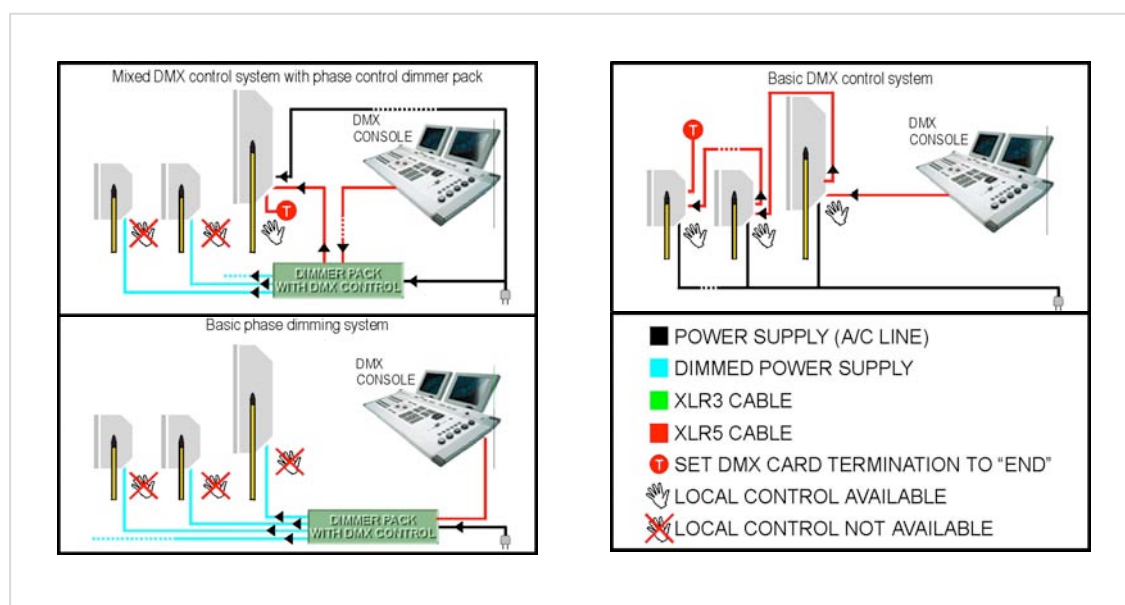 Mixed DMX control system with phase control dimmer pack
DMX
CONSOLE
T
DIMMER PACK
WITH DMX CONTROL
Basic phase dimming system
DMX
CONSOLE
DIMMER PACK
WITH DMX CONTROL
Basic DMX control system
T
DMX
CONSOLE
POWER SUPPLY (A/C LINE)
DIMMED POWER SUPPLY
XLR3 CABLE
XLR5 CABLE
T SET DMX CARD TERMINATION TO “END”
LOCAL CONTROL AVAILABLE
LOCAL CONTROL NOT AVAILABLE